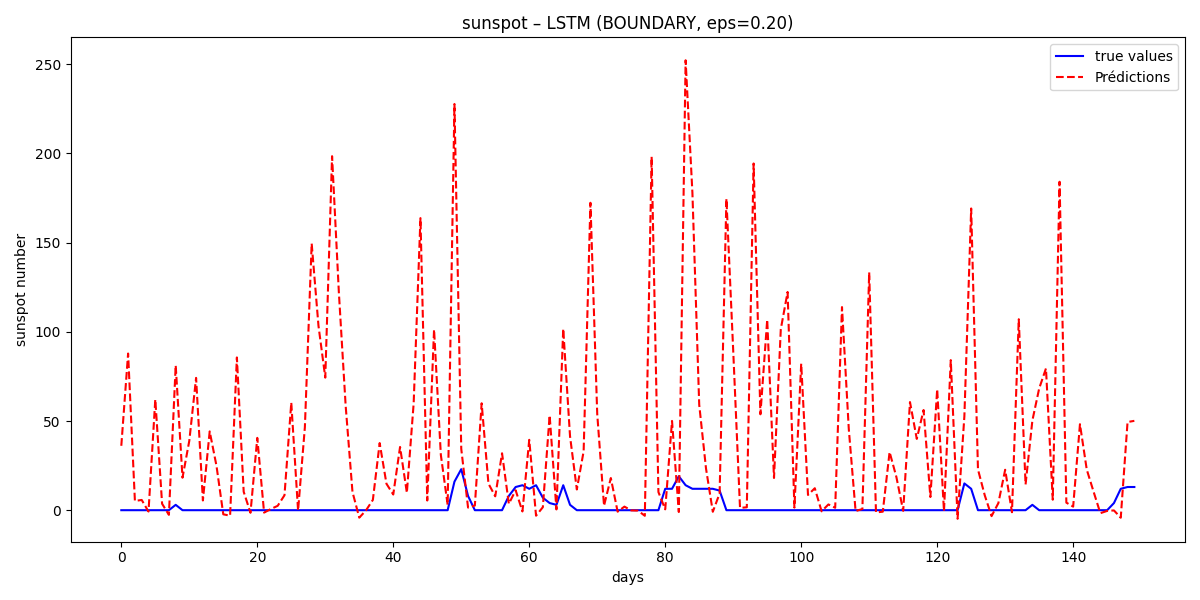 sunspot – LSTM (BOUNDARY, eps=0.20)
true values
Prédictions
sunspot number
250
200
150
100
50
0
0 20 40 60 80 100 120 140
days